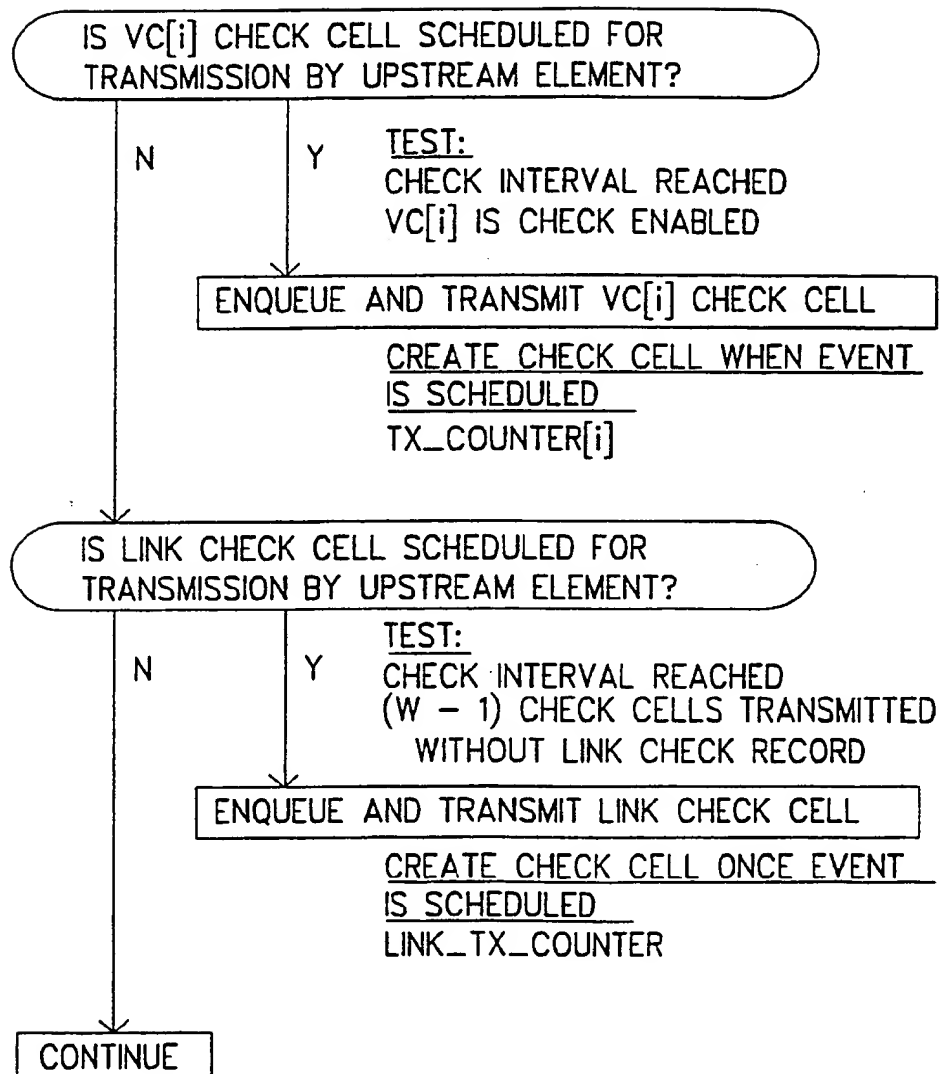 IS VC[i] CHECK CELL SCHEDULED FOR
TRANSMISSION BY UPSTREAM ELEMENT?
N
Y
TEST:
CHECK INTERVAL REACHED
VC[i] IS CHECK ENABLED
ENQUEUE AND TRANSMIT VC[i] CHECK CELL
CREATE CHECK CELL WHEN EVENT
IS SCHEDULED
TX_COUNTER[i]
IS LINK CHECK CELL SCHEDULED FOR
TRANSMISSION BY UPSTREAM ELEMENT?
N
Y
TEST:
CHECK INTERVAL REACHED
(W - 1) CHECK CELLS TRANSMITTED
WITHOUT LINK CHECK RECORD
ENQUEUE AND TRANSMIT LINK CHECK CELL
CREATE CHECK CELL ONCE EVENT
IS SCHEDULED
LINK_TX_COUNTER
CONTINUE